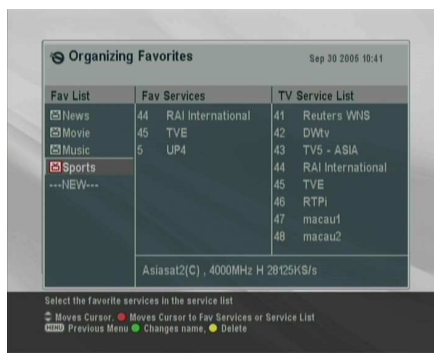 Organizing Favorites
Sep 30 2006 10:41
Fav List Fav Services TV Service List
News 44 RAI International 41 Reuters WNS
Movie 45 TVE 42 DWtv
Music 5 UP4 43 TV5 - ASIA
Sports 44 RAI International
---NEW--- 45 TVE
46 RTPi
47 macau1
48 macau2
Asiasat2(C) , 4000MHz H 28125KS/s
Select the favorite services in the service list
Moves Cursor. Moves Cursor to Fav Services or Service List
MENU Previous Menu Changes name, Delete